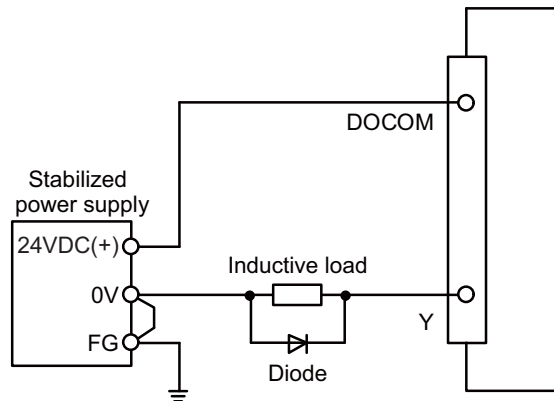 DOCOM
Stabilized
power supply
24VDC(+)
Inductive load
0V
Y
FG
Diode